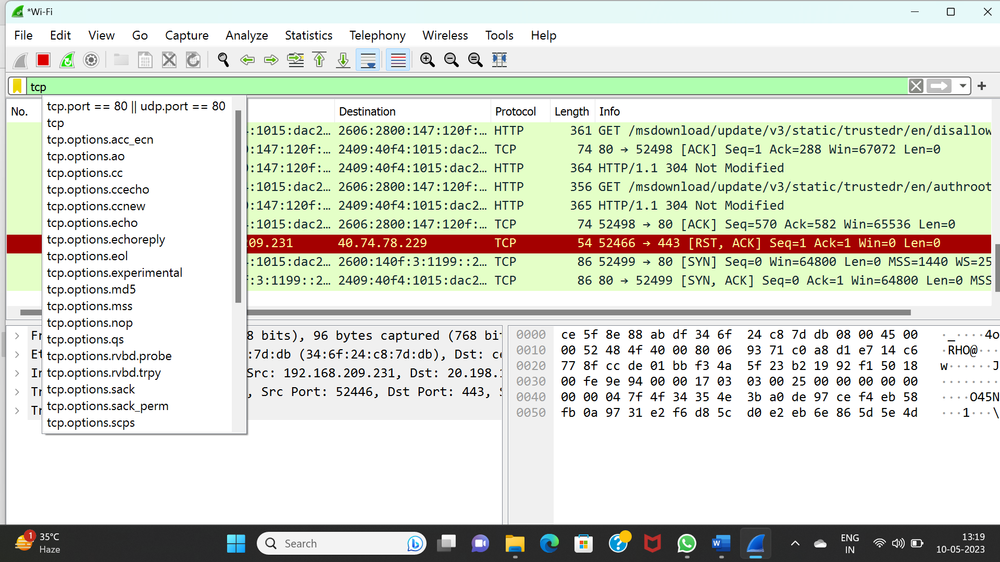 *Wi-Fi
File Edit View Go Capture Analyze Statistics Telephony Wireless Tools Help
tcp
tcp.port == 80 || udp.port == 80
tcp
tcp.options.acc_ecn
tcp.options.ao
tcp.options.cc
tcp.options.ccecho
tcp.options.ccnew
tcp.options.echo
tcp.options.echoreply
tcp.options.eol
tcp.options.experimental
tcp.options.md5
tcp.options.mss
tcp.options.nop
tcp.options.qs
tcp.options.rvbd.probe
tcp.options.rvbd.trpy
tcp.options.sack
tcp.options.sack_perm
tcp.options.scps
No. Destination Protocol Length Info
:1015:dac2… 2606:2800:147:120f:… HTTP 361 GET /msdownload/update/v3/static/trustedr/en/disallow
:147:120f:… 2409:40f4:1015:dac2… TCP 74 80 → 52498 [ACK] Seq=1 Ack=288 Win=67072 Len=0
:147:120f:… 2409:40f4:1015:dac2… HTTP 364 HTTP/1.1 304 Not Modified
:1015:dac2… 2606:2800:147:120f:… HTTP 356 GET /msdownload/update/v3/static/trustedr/en/authroot
:147:120f:… 2409:40f4:1015:dac2… HTTP 365 HTTP/1.1 304 Not Modified
:1015:dac2… 2606:2800:147:120f:… TCP 74 52498 → 80 [ACK] Seq=570 Ack=582 Win=65536 Len=0
09.231 40.74.78.229 TCP 54 52466 → 443 [RST, ACK] Seq=1 Ack=1 Win=0 Len=0
:1015:dac2… 2600:140f:3:1199::2… TCP 86 52499 → 80 [SYN] Seq=0 Win=64800 Len=0 MSS=1440 WS=25
:3:1199::2… 2409:40f4:1015:dac2… TCP 86 80 → 52499 [SYN, ACK] Seq=0 Ack=1 Win=64800 Len=0 MSS
8 bits), 96 bytes captured (768 bi
:7d:db (34:6f:24:c8:7d:db), Dst:
Src: 192.168.209.231, Dst: 20.198.
, Src Port: 52446, Dst Port: 443,
0000 ce 5f 8e 88 ab df 34 6f 24 c8 7d db 08 00 45 00 ·_····4o
0010 00 52 48 4f 40 00 80 06 93 71 c0 a8 d1 e7 14 c6 ·RHO@···
0020 77 8f cc de 01 bb f3 4a 5f 23 b2 19 92 f1 50 18 w······J
0030 00 fe 9e 94 00 00 17 03 03 00 25 00 00 00 00 00 ········
0040 00 00 04 7f 4f 34 35 4e 3b a0 de 97 ce f4 eb 58 ····O45N
0050 fb 0a 97 31 e2 f6 d8 5c d0 e2 eb 6e 86 5d 5e 4d ···1···\
1
35°C
Haze
Search
ENG
IN
13:19
10-05-2023